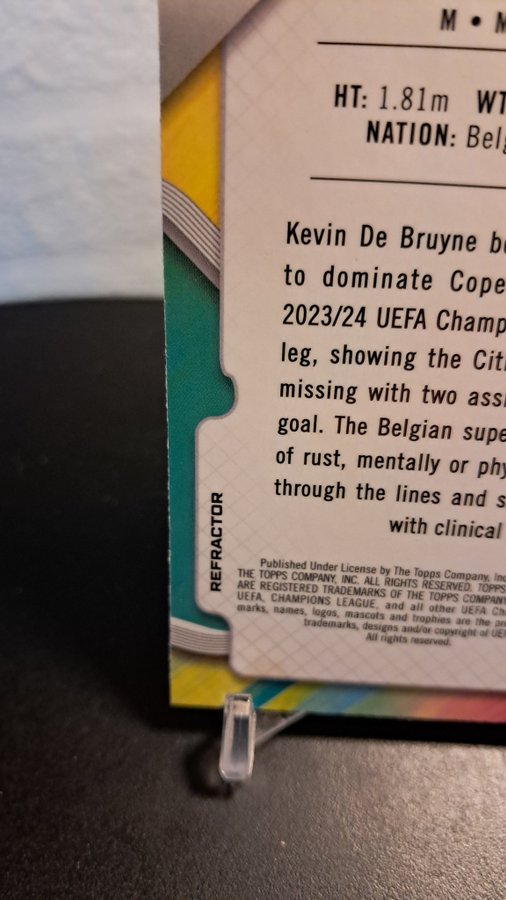 M •
HT: 1.81m WT
NATION: Belg
Kevin De Bruyne
to dominate Cope
2023/24 UEFA Champ
leg, showing the Citi
missing with two assi
goal. The Belgian supe
of rust, mentally or phy
through the lines and s
with clinical
REFRACTOR
Published Under License by The Topps Company, Inc
THE TOPPS COMPANY, INC. ALL RIGHTS RESERVED. TOPPS
ARE REGISTERED TRADEMARKS OF THE TOPPS COMPANY
UEFA, CHAMPIONS LEAGUE, and all other UEFA Ch
marks, names, logos, mascots and trophies are the pr
trademarks, designs and/or copyright of UEF
All rights reserved.